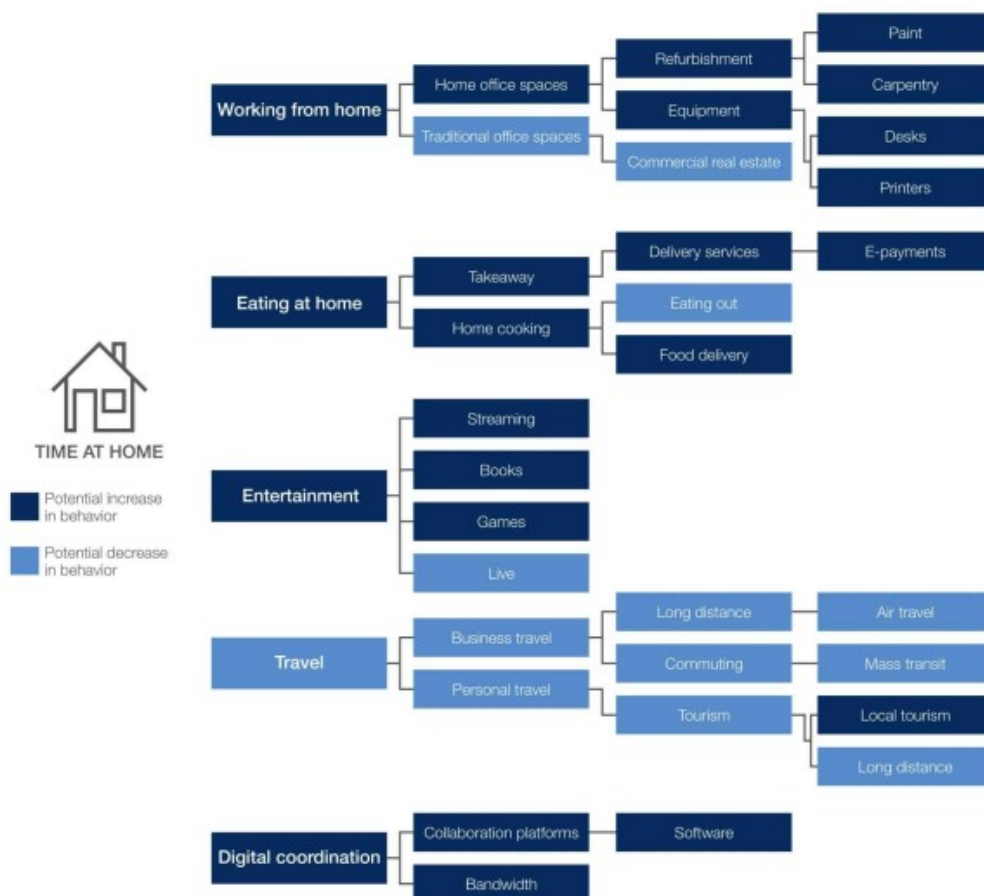 Working from home
Home office spaces
Traditional office spaces
Refurbishment
Equipment
Commercial real estate
Paint
Carpentry
Desks
Printers
Eating at home
Takeaway
Home cooking
Delivery services
Eating out
Food delivery
E-payments
TIME AT HOME
Potential increase
in behavior
Potential decrease
in behavior
Entertainment
Streaming
Books
Games
Live
Travel
Business travel
Personal travel
Long distance
Commuting
Tourism
Air travel
Mass transit
Local tourism
Long distance
Digital coordination
Collaboration platforms
Bandwidth
Software